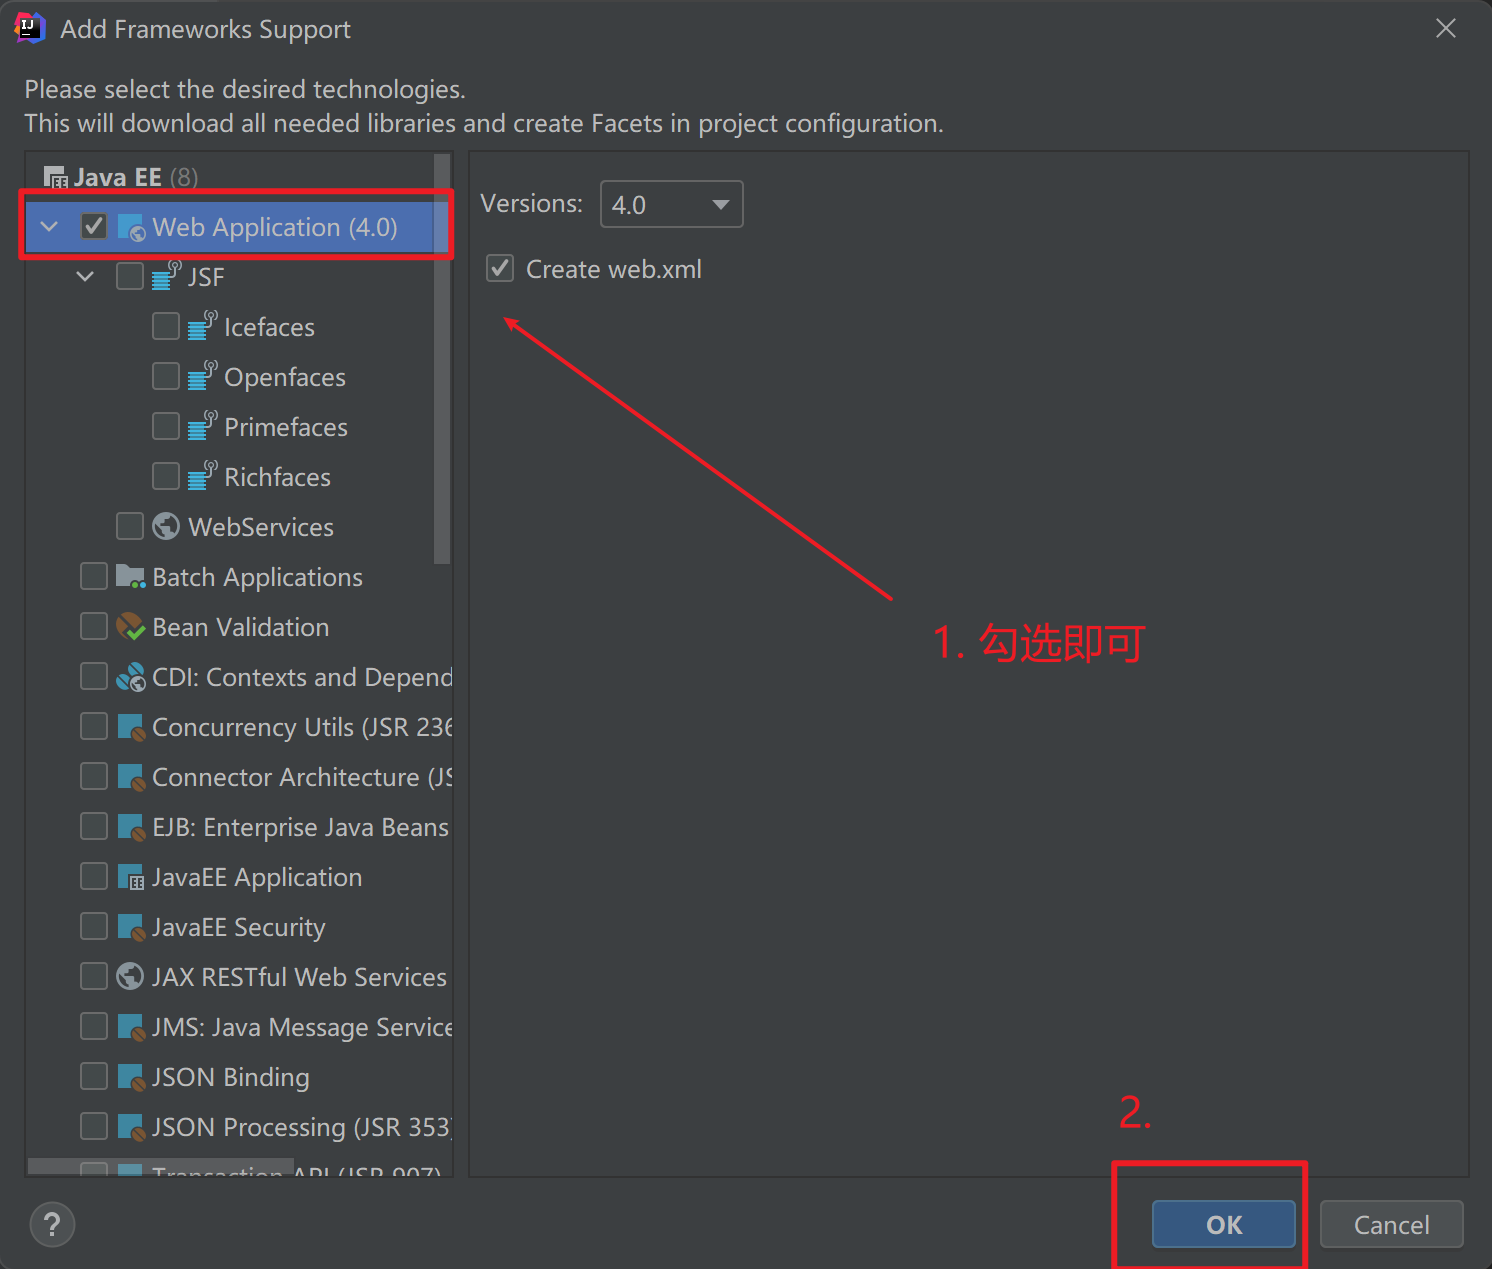 Add Frameworks Support
Please select the desired technologies.
This will download all needed libraries and create Facets in project configuration.
Java EE (8)
Web Application (4.0)
JSF
Icefaces
Openfaces
Primefaces
Richfaces
WebServices
Batch Applications
Bean Validation
CDI: Contexts and Depend
Concurrency Utils (JSR 236
Connector Architecture (JS
EJB: Enterprise Java Beans
JavaEE Application
JavaEE Security
JAX RESTful Web Services
JMS: Java Message Service
JSON Binding
JSON Processing (JSR 353)
Transaction API (JSR 907)
Versions: 4.0
Create web.xml
1. 勾选即可
2.
?
OK
Cancel